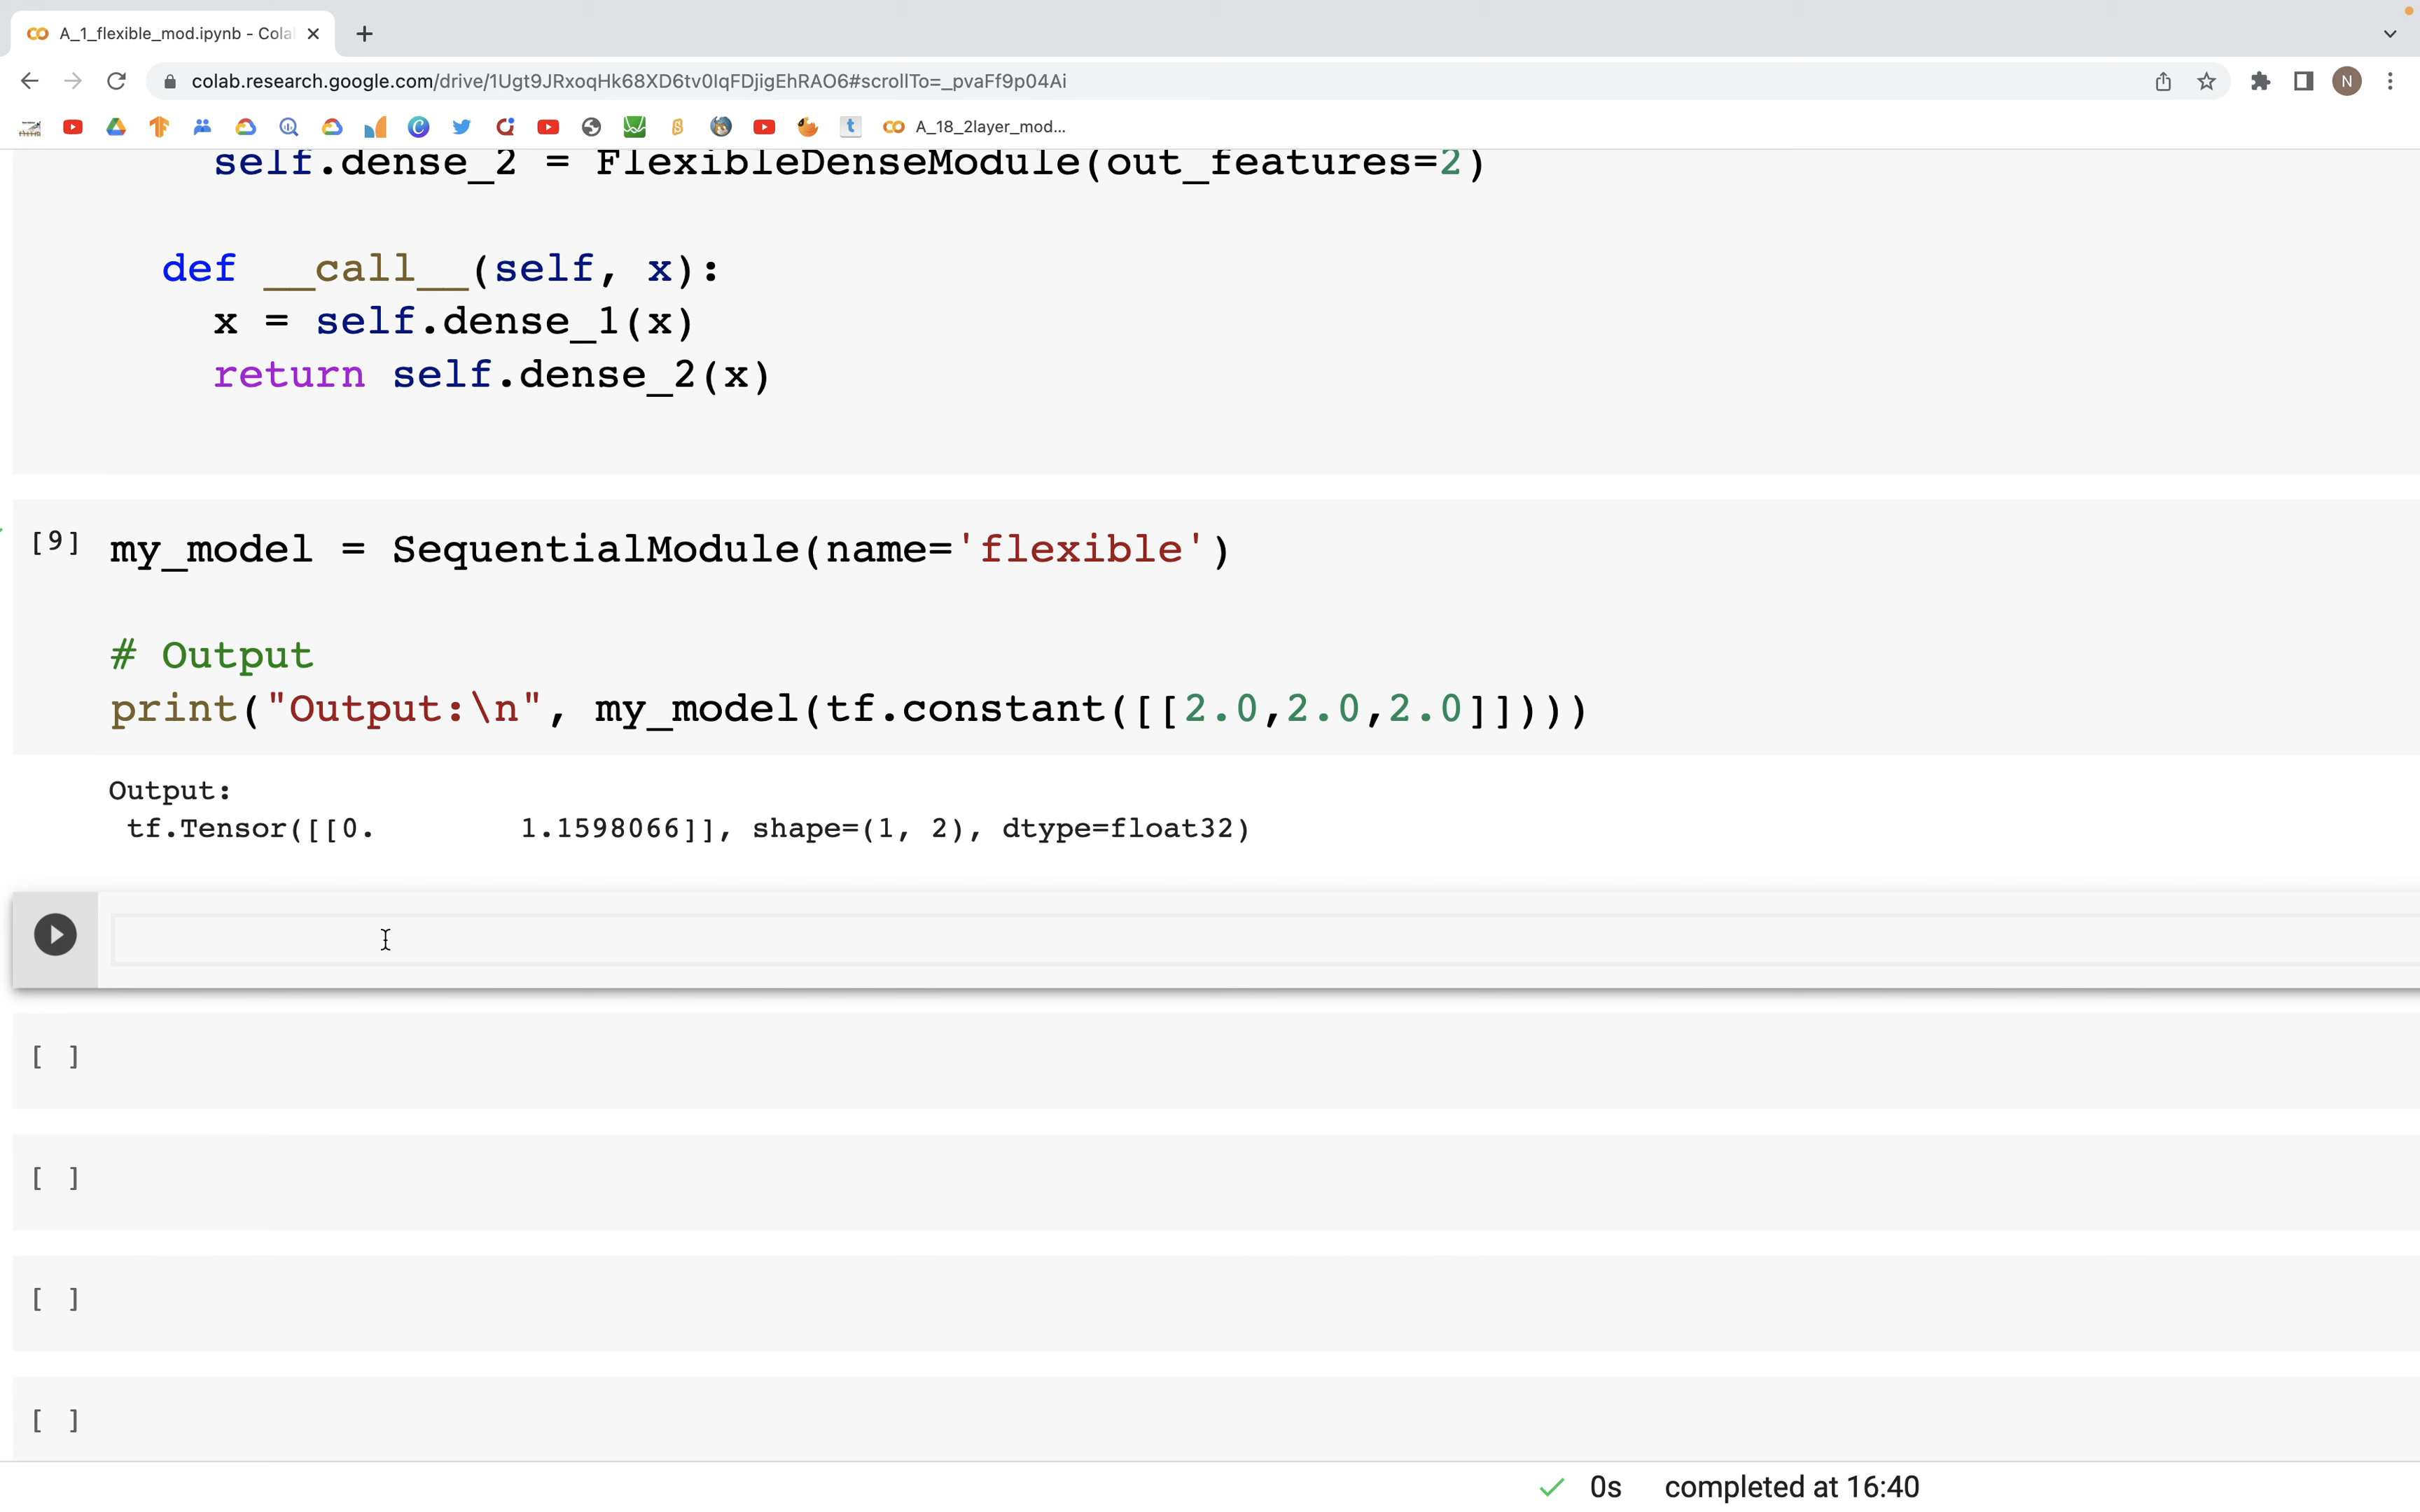 A_1_flexible_mod.ipynb - Cola
colab.research.google.com/drive/1Ugt9JRxoqHk68XD6tv0IqFDjigEhRAO6#scrollTo=_pvaFf9p04Ai
N
A_18_2layer_mod...
self.dense_2 = FlexibleDenseModule(out_features=2)
def __call__(self, x):
x = self.dense_1(x)
return self.dense_2(x)
[9] my_model = SequentialModule(name='flexible')
# Output
print("Output:\n", my_model(tf.constant([[2.0,2.0,2.0]])))
Output:
tf.Tensor([[0. 1.1598066]], shape=(1, 2), dtype=float32)
[ ]
[ ]
[ ]
[ ]
0s completed at 16:40